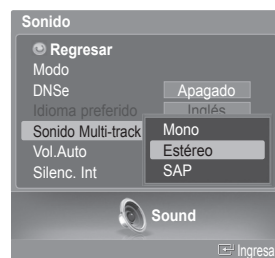 Sonido
Regresar
Modo
DNSe Apagado
Idioma preferido Inglés
Sonido Multi-track Mono
Estéreo
Vol.Auto
SAP
Silenc. Int
Sound
Ingresa